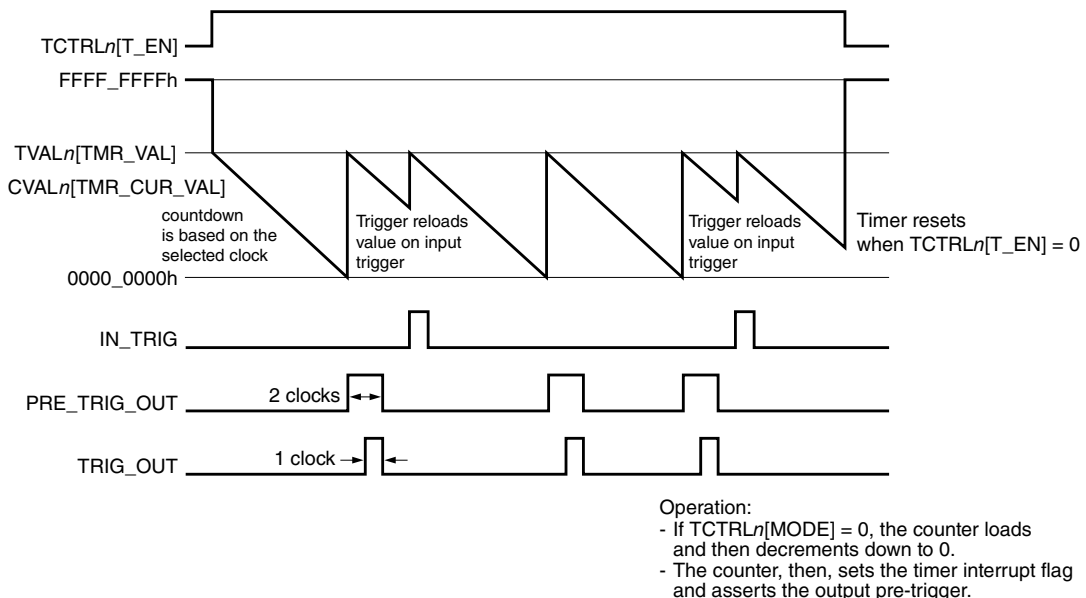 TCTRLn[T_EN]
FFFF_FFFFh
TVALn[TMR_VAL]
CVALn[TMR_CUR_VAL]
countdown
is based on the
selected clock
Trigger reloads
value on input
trigger
Trigger reloads
value on input
trigger
Timer resets
when TCTRLn[T_EN] = 0
0000_0000h
IN_TRIG
PRE_TRIG_OUT
2 clocks
TRIG_OUT
1 clock
Operation:
- If TCTRLn[MODE] = 0, the counter loads
and then decrements down to 0.
- The counter, then, sets the timer interrupt flag
and asserts the output pre-trigger.